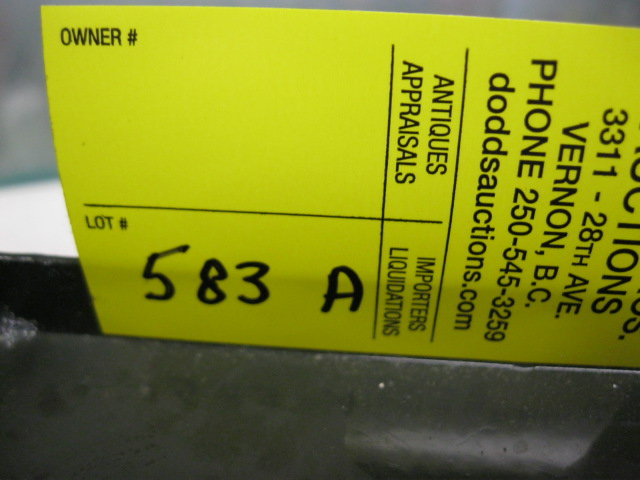 OWNER #
LOT #
583 A
ANTIQUES
APPRAISALS
IMPORTERS
LIQUIDATIONS
3311 - 28TH AVE.
VERNON, B.C.
PHONE 250-545-3259
doddsauctions.com